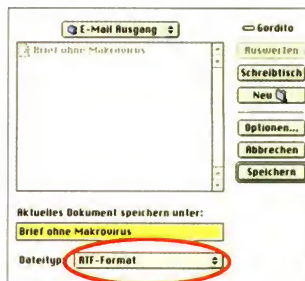 E-Mail Ausgang
Gordito
Brief ohne Makrovirus
Auswerfen
Schreibtisch
Neu
Optionen...
Abbrechen
Speichern
Aktuelles Dokument speichern unter:
Brief ohne Makrovirus
Dateityp: RTF-Format